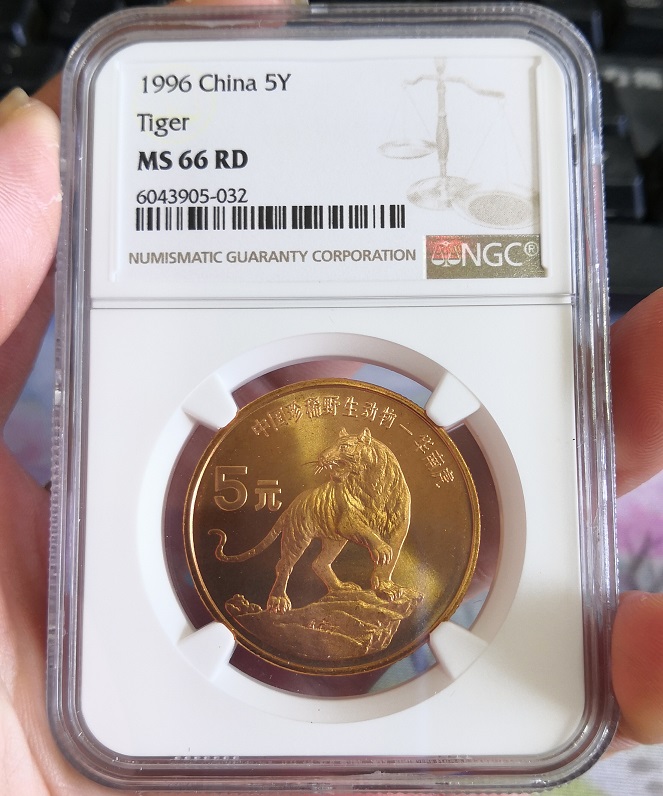 1996 China 5Y
Tiger
MS 66 RD
6043905-032
NUMISMATIC GUARANTY CORPORATION
NGC®
中国珍稀野生动物—华南虎
5元